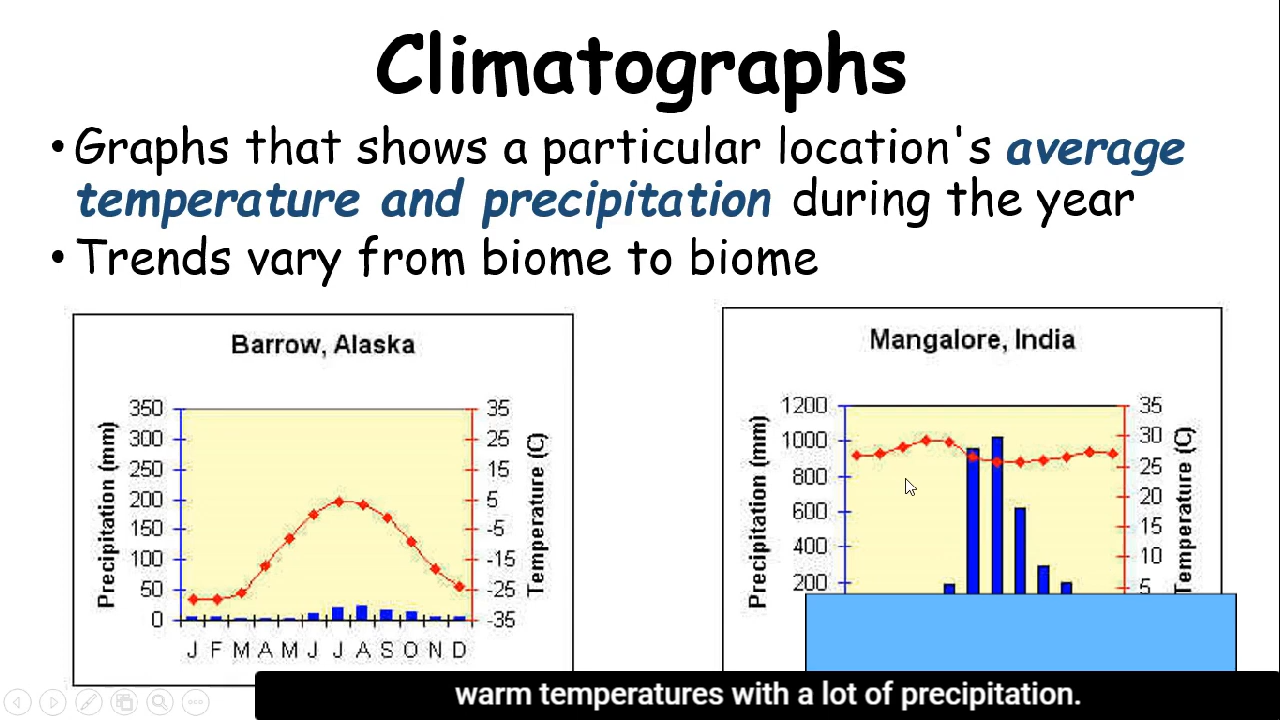 Climatographs
• Graphs that shows a particular location's average
temperature and precipitation during the year
• Trends vary from biome to biome
Barrow, Alaska
Precipitation (mm)
350
300
250
200
150
100
50
0
35
25
15
5
-5
-15
-25
-35
Temperature (C)
J F M A M J J A S O N D
Mangalore, India
Precipitation (mm)
1200
1000
800
600
400
200
35
30
25
20
15
10
5
Temperature (C)
warm temperatures with a lot of precipitation.